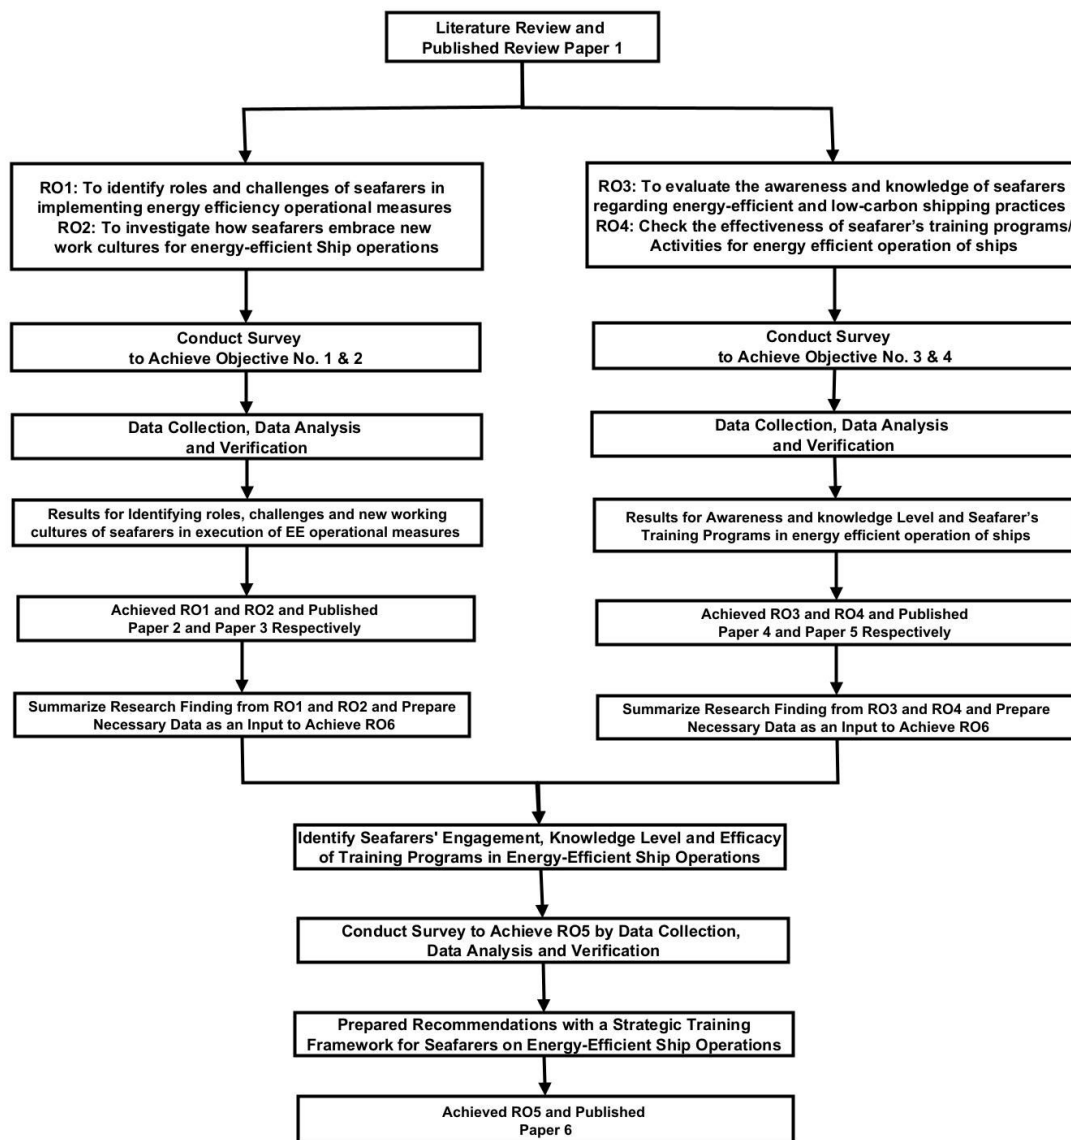 Literature Review and
Published Review Paper 1
RO1: To identify roles and challenges of seafarers in
implementing energy efficiency operational measures
RO2: To investigate how seafarers embrace new
work cultures for energy-efficient Ship operations
Conduct Survey
to Achieve Objective No. 1 & 2
Data Collection, Data Analysis
and Verification
Results for Identifying roles, challenges and new working
cultures of seafarers in execution of EE operational measures
Achieved RO1 and RO2 and Published
Paper 2 and Paper 3 Respectively
Summarize Research Finding from RO1 and RO2 and Prepare
Necessary Data as an Input to Achieve RO6
RO3: To evaluate the awareness and knowledge of seafarers
regarding energy-efficient and low-carbon shipping practices
RO4: Check the effectiveness of seafarer's training programs/
Activities for energy efficient operation of ships
Conduct Survey
to Achieve Objective No. 3 & 4
Data Collection, Data Analysis
and Verification
Results for Awareness and knowledge Level and Seafarer's
Training Programs in energy efficient operation of ships
Achieved RO3 and RO4 and Published
Paper 4 and Paper 5 Respectively
Summarize Research Finding from RO3 and RO4 and Prepare
Necessary Data as an Input to Achieve RO6
Identify Seafarers' Engagement, Knowledge Level and Efficacy
of Training Programs in Energy-Efficient Ship Operations
Conduct Survey to Achieve RO5 by Data Collection,
Data Analysis and Verification
Prepared Recommendations with a Strategic Training
Framework for Seafarers on Energy-Efficient Ship Operations
Achieved RO5 and Published
Paper 6